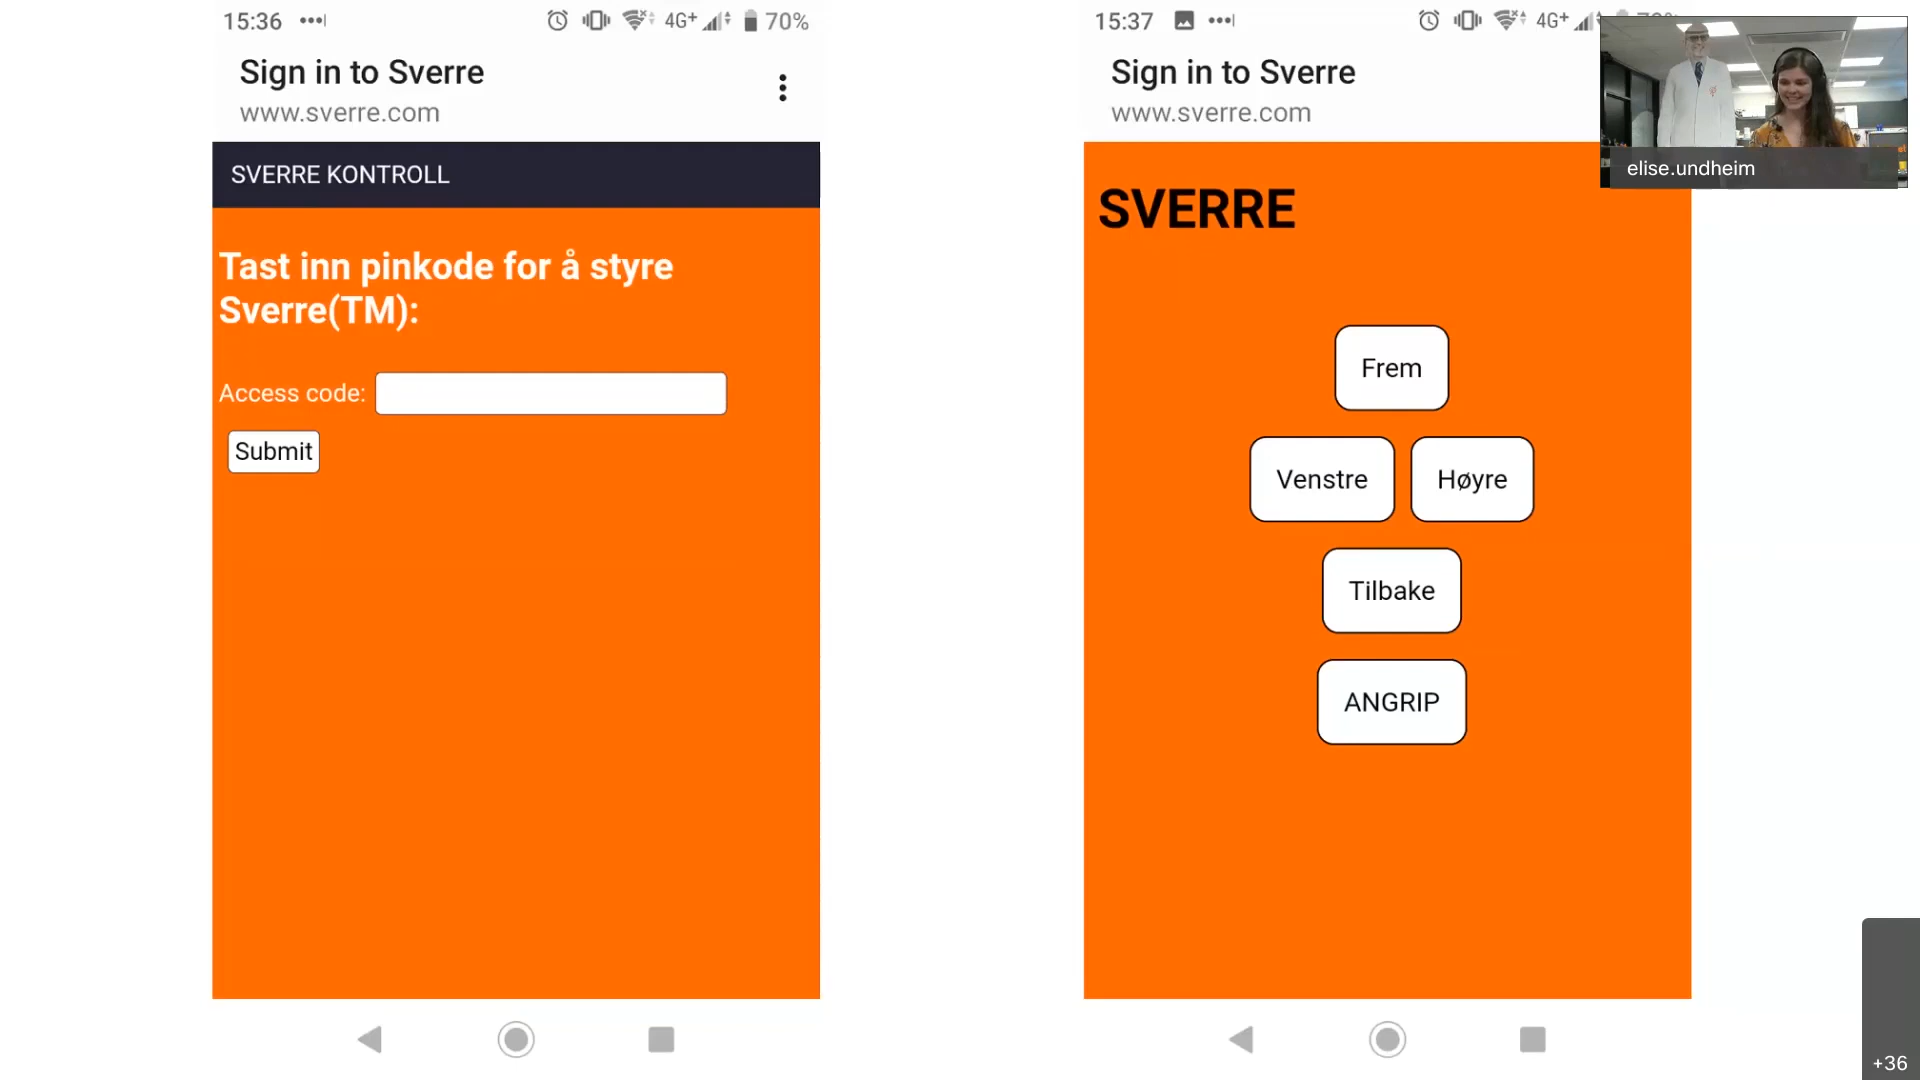 15:36
4G+
70%
Sign in to Sverre
www.sverre.com
SVERRE KONTROLL
Tast inn pinkode for å styre
Sverre(TM):
Access code:
Submit
15:37
4G+
Sign in to Sverre
www.sverre.com
SVERRE
Frem
Venstre
Høyre
Tilbake
ANGRIP
elise.undheim
+36